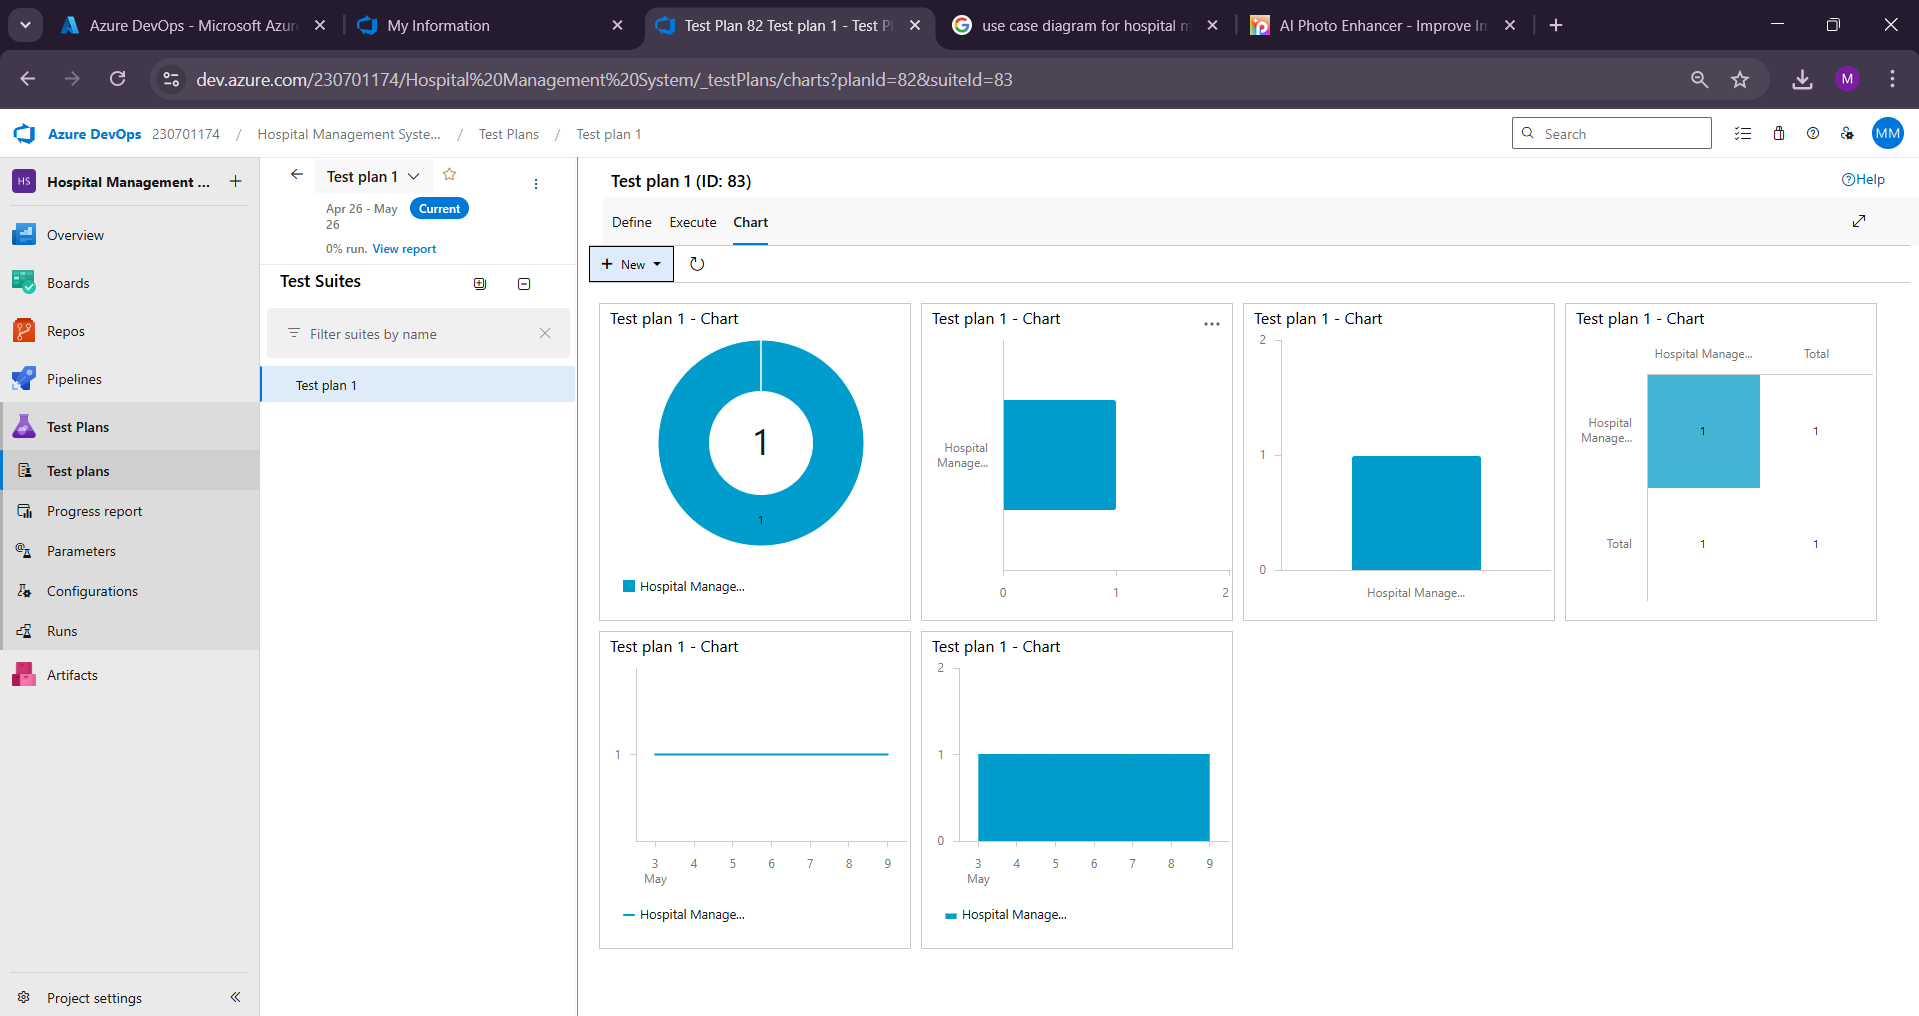 Azure DevOps - Microsoft Azur
My Information
Test Plan 82 Test plan 1 - Test Pl
use case diagram for hospital m
AI Photo Enhancer - Improve Im
dev.azure.com/230701174/Hospital%20Management%20System/_testPlans/charts?planId=82&suiteId=83
M
Azure DevOps 230701174 / Hospital Management Syste... / Test Plans / Test plan 1
Search
MM
HS Hospital Management ...
Overview
Boards
Repos
Pipelines
Test Plans
Test plans
Progress report
Parameters
Configurations
Runs
Artifacts
Project settings
Test plan 1
Apr 26 - May
26
Current
0% run. View report
Test Suites
Filter suites by name
Test plan 1
Test plan 1 (ID: 83)
Help
Define Execute Chart
New
Test plan 1 - Chart
1
1
Hospital Manage...
Test plan 1 - Chart
Hospital
Manage...
0 1 2
Test plan 1 - Chart
2
1
0
Hospital Manage...
Test plan 1 - Chart
Hospital Manage... Total
Hospital
Manage...
1 1
Total 1 1
Test plan 1 - Chart
1
3 4 5 6 7 8 9
May
Hospital Manage...
Test plan 1 - Chart
2
1
0
3 4 5 6 7 8 9
May
Hospital Manage...